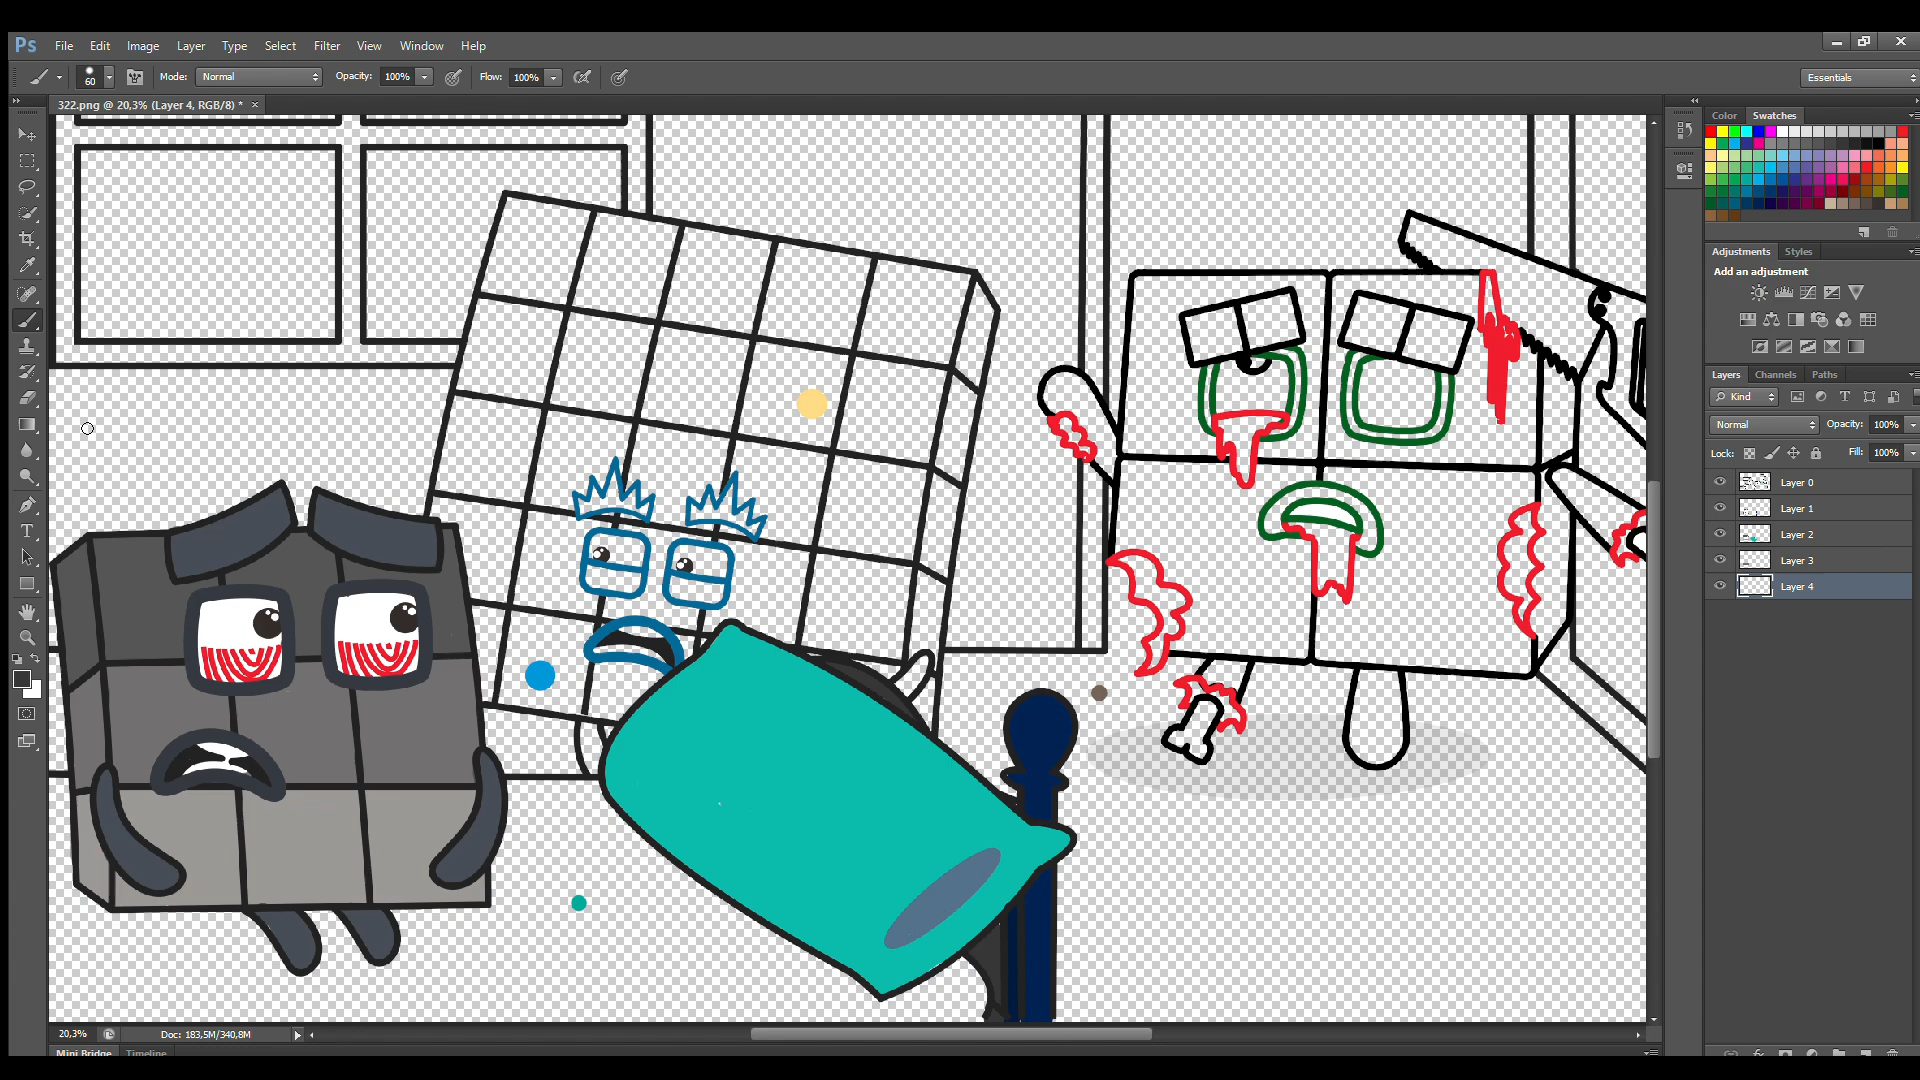 Ps File Edit Image Layer Type Select Filter View Window Help
60 Mode: Normal Opacity: 100% Flow: 100% Essentials
322.png @ 20,3% (Layer 4, RGB/8) * ×
Color Swatches
Adjustments Styles
Add an adjustment
Layers Channels Paths
Kind
Normal Opacity: 100%
Lock: Fill: 100%
Layer 0
Layer 1
Layer 2
Layer 3
Layer 4
20,3% Doc: 183,5M/340,8M
Mini Bridge Timeline